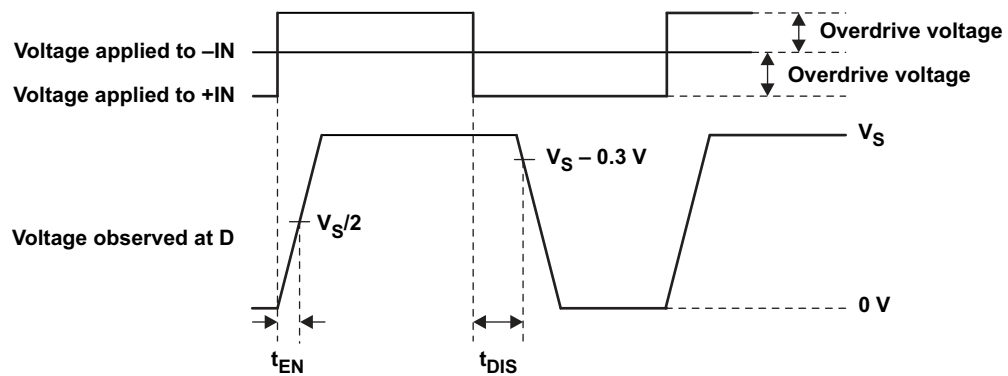 Overdrive voltage
Voltage applied to –IN
Overdrive voltage
Voltage applied to +IN
V_S
V_S – 0.3 V
V_S/2
Voltage observed at D
0 V
t_EN
t_DIS